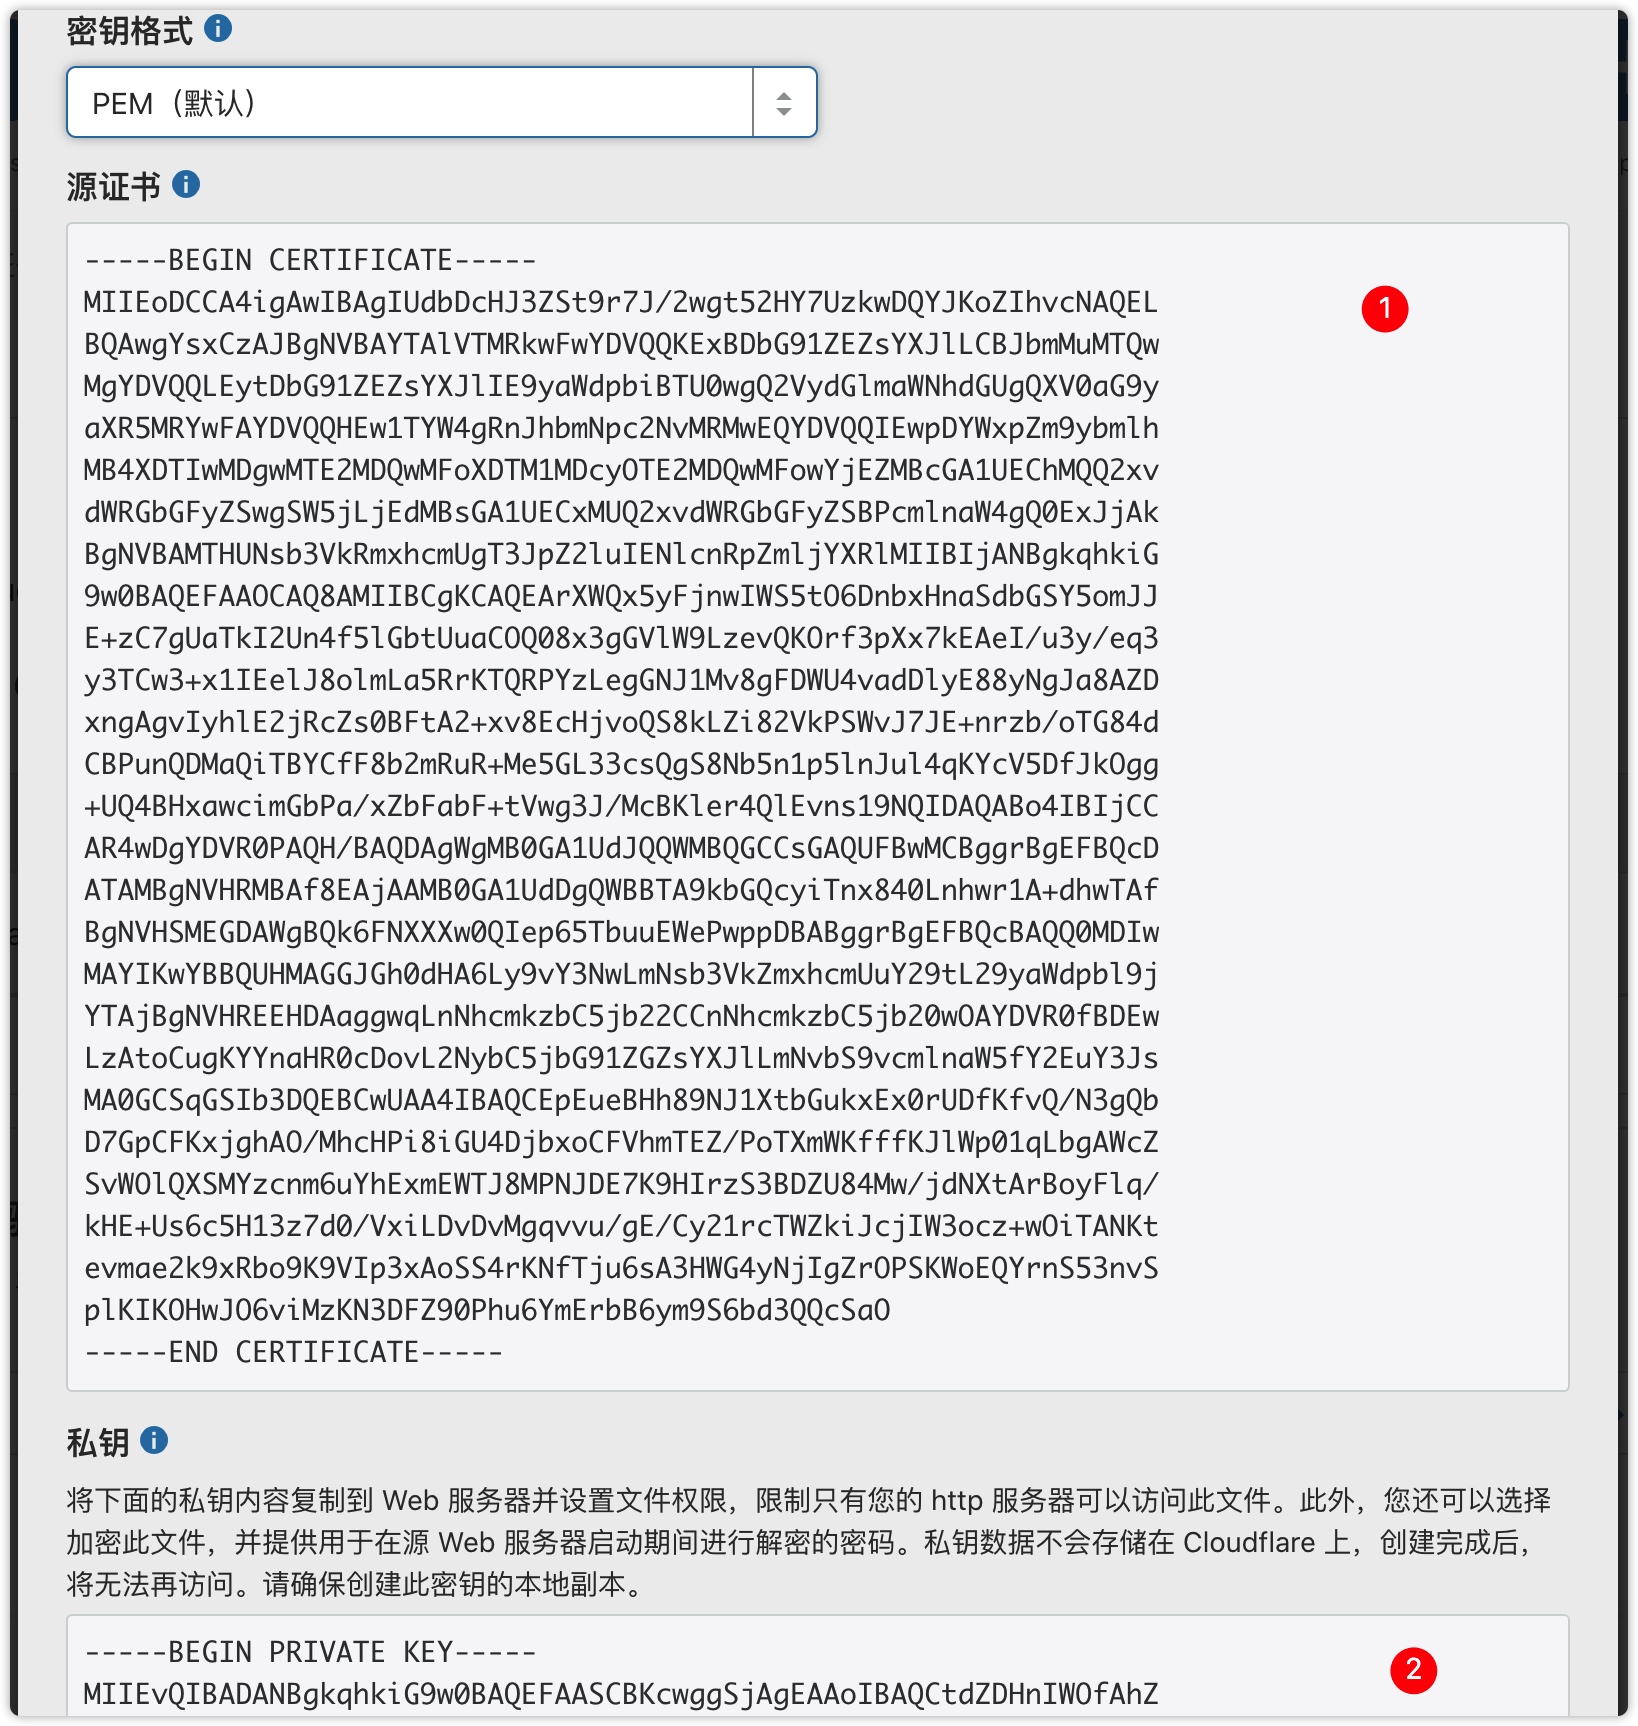 密钥格式
PEM（默认）
源证书
-----BEGIN CERTIFICATE-----
MIIEoDCCA4igAwIBAgIUdbDcHJ3ZSt9r7J/2wgt52HY7UzkwDQYJKoZIhvcNAQEL
BQAwgYsxCzAJBgNVBAYTAlVTMRkwFwYDVQQKExBDbG91ZEZsYXJlLCBJbmMuMTQw
MgYDVQQLEytDbG91ZEZsYXJlIE9yaWdpbiBTU0wgQ2VydGlmaWNhdGUgQXV0aG9y
aXR5MRYwFAYDVQQHEw1TYW4gRnJhbmNpc2NvMRMwEQYDVQQIEwpDYWxpZm9ybmlh
MB4XDTIwMDgwMTE2MDQwMFoXDTM1MDcyOTE2MDQwMFowYjEZMBcGA1UEChMQQ2xv
dWRGbGFyZSwgSW5jLjEdMBsGA1UECxMUQ2xvdWRGbGFyZSBPcmlnaW4gQ0ExJjAk
BgNVBAMTHUNsb3VkRmxhcmUgT3JpZ2luIENlcnRpZmljYXRlMIIBIjANBgkqhkiG
9w0BAQEFAAOCAQ8AMIIBCgKCAQEArXWQx5yFjnwIWS5tO6DnbxHnaSdbGSY5omJJ
E+zC7gUaTkI2Un4f5lGbtUuaCOQ08x3gGVlW9LzevQKOrf3pXx7kEAeI/u3y/eq3
y3TCw3+x1IEelJ8olmLa5RrKTQRPYzLegGNJ1Mv8gFDWU4vadDlyE88yNgJa8AZD
xngAgvIyhlE2jRcZs0BFtA2+xv8EcHjvoQS8kLZi82VkPSWvJ7JE+nrzb/oTG84d
CBPunQDMaQiTBYCfF8b2mRuR+Me5GL33csQgS8Nb5n1p5lnJul4qKYcV5DfJkOgg
+UQ4BHxawcimGbPa/xZbFabF+tVwg3J/McBKler4QlEvns19NQIDAQABo4IBIjCC
AR4wDgYDVR0PAQH/BAQDAgWgMB0GA1UdJQQWMBQGCCsGAQUFBwMCBggrBgEFBQcD
ATAMBgNVHRMBAf8EAjAAMB0GA1UdDgQWBBTA9kbGQcyiTnx840Lnhwr1A+dhwTAf
BgNVHSMEGDAWgBQk6FNXXXw0QIep65TbuuEWePwppDBABggrBgEFBQcBAQQ0MDIw
MAYIKwYBBQUHMAGGJGh0dHA6Ly9vY3NwLmNsb3VkZmxhcmUuY29tL29yaWdpbl9j
YTAjBgNVHREEHDAaggwqLnNhcmkzbC5jb22CCnNhcmkzbC5jb20wOAYDVR0fBDEw
LzAtoCugKYYnaHR0cDovL2NybC5jbG91ZGZsYXJlLmNvbS9vcmlnaW5fY2EuY3Js
MA0GCSqGSIb3DQEBCwUAA4IBAQCEpEueBHh89NJ1XtbGukxEx0rUDfKfvQ/N3gQb
D7GpCFKxjghAO/MhcHPi8iGU4DjbxoCFVhmTEZ/PoTXmWKfffKJlWp01qLbgAWcZ
SvWOlQXSMYzcnm6uYhExmEWTJ8MPNJDE7K9HIrzS3BDZU84Mw/jdNXtArBoyFlq/
kHE+Us6c5H13z7d0/VxiLDvDvMgqvvu/gE/Cy21rcTWZkiJcjIW3ocz+wOiTANKt
evmae2k9xRbo9K9VIp3xAoSS4rKNfTju6sA3HWG4yNjIgZrOPSKWoEQYrnS53nvS
plKIKOHwJO6viMzKN3DFZ90Phu6YmErbB6ym9S6bd3QQcSaO
-----END CERTIFICATE-----
1
私钥
将下面的私钥内容复制到 Web 服务器并设置文件权限，限制只有您的 http 服务器可以访问此文件。此外，您还可以选择
加密此文件，并提供用于在源 Web 服务器启动期间进行解密的密码。私钥数据不会存储在 Cloudflare 上，创建完成后，
将无法再访问。请确保创建此密钥的本地副本。
-----BEGIN PRIVATE KEY-----
2
MIIEvQIBADANBgkqhkiG9w0BAQEFAASCBKcwggSjAgEAAoIBAQCtdZDHnIWOfAhZ